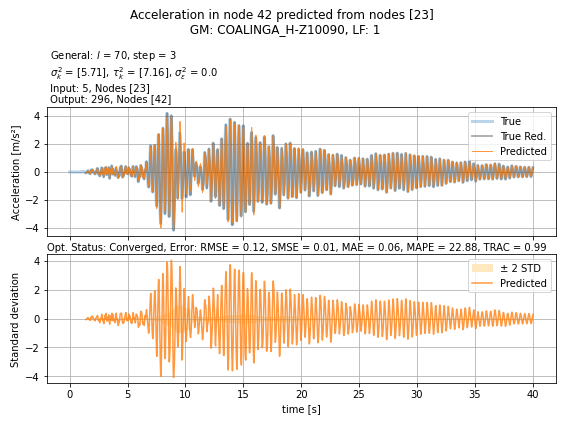 Acceleration in node 42 predicted from nodes [23]
GM: COALINGA_H-Z10090, LF: 1
General: l = 70, step = 3
σ²ₖ = [5.71], τ²ₖ = [7.16], σ²ε = 0.0
Input: 5, Nodes [23]
Output: 296, Nodes [42]
Acceleration [m/s²]
4
2
0
−2
−4
True
True Red.
Predicted
Opt. Status: Converged, Error: RMSE = 0.12, SMSE = 0.01, MAE = 0.06, MAPE = 22.88, TRAC = 0.99
Standard deviation
4
2
0
−2
−4
± 2 STD
Predicted
0 5 10 15 20 25 30 35 40
time [s]